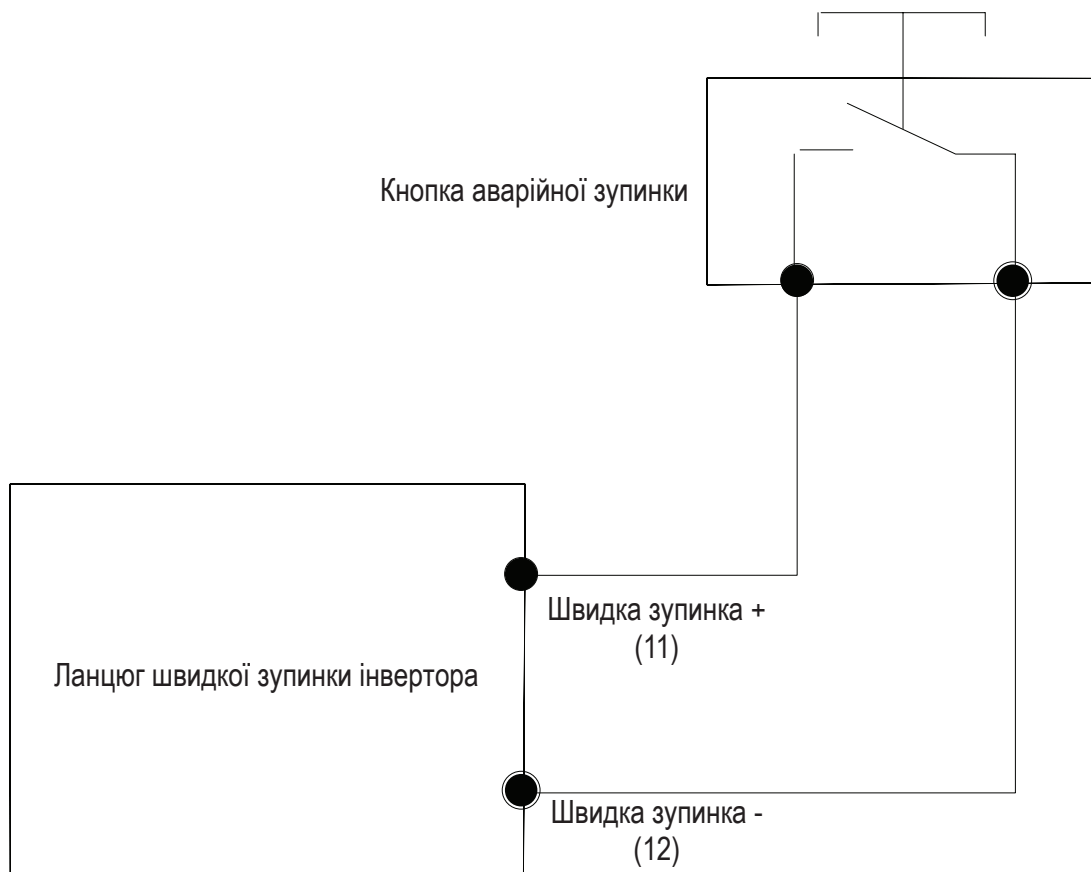 Кнопка аварійної зупинки
Швидка зупинка +
(11)
Ланцюг швидкої зупинки інвертора
Швидка зупинка -
(12)